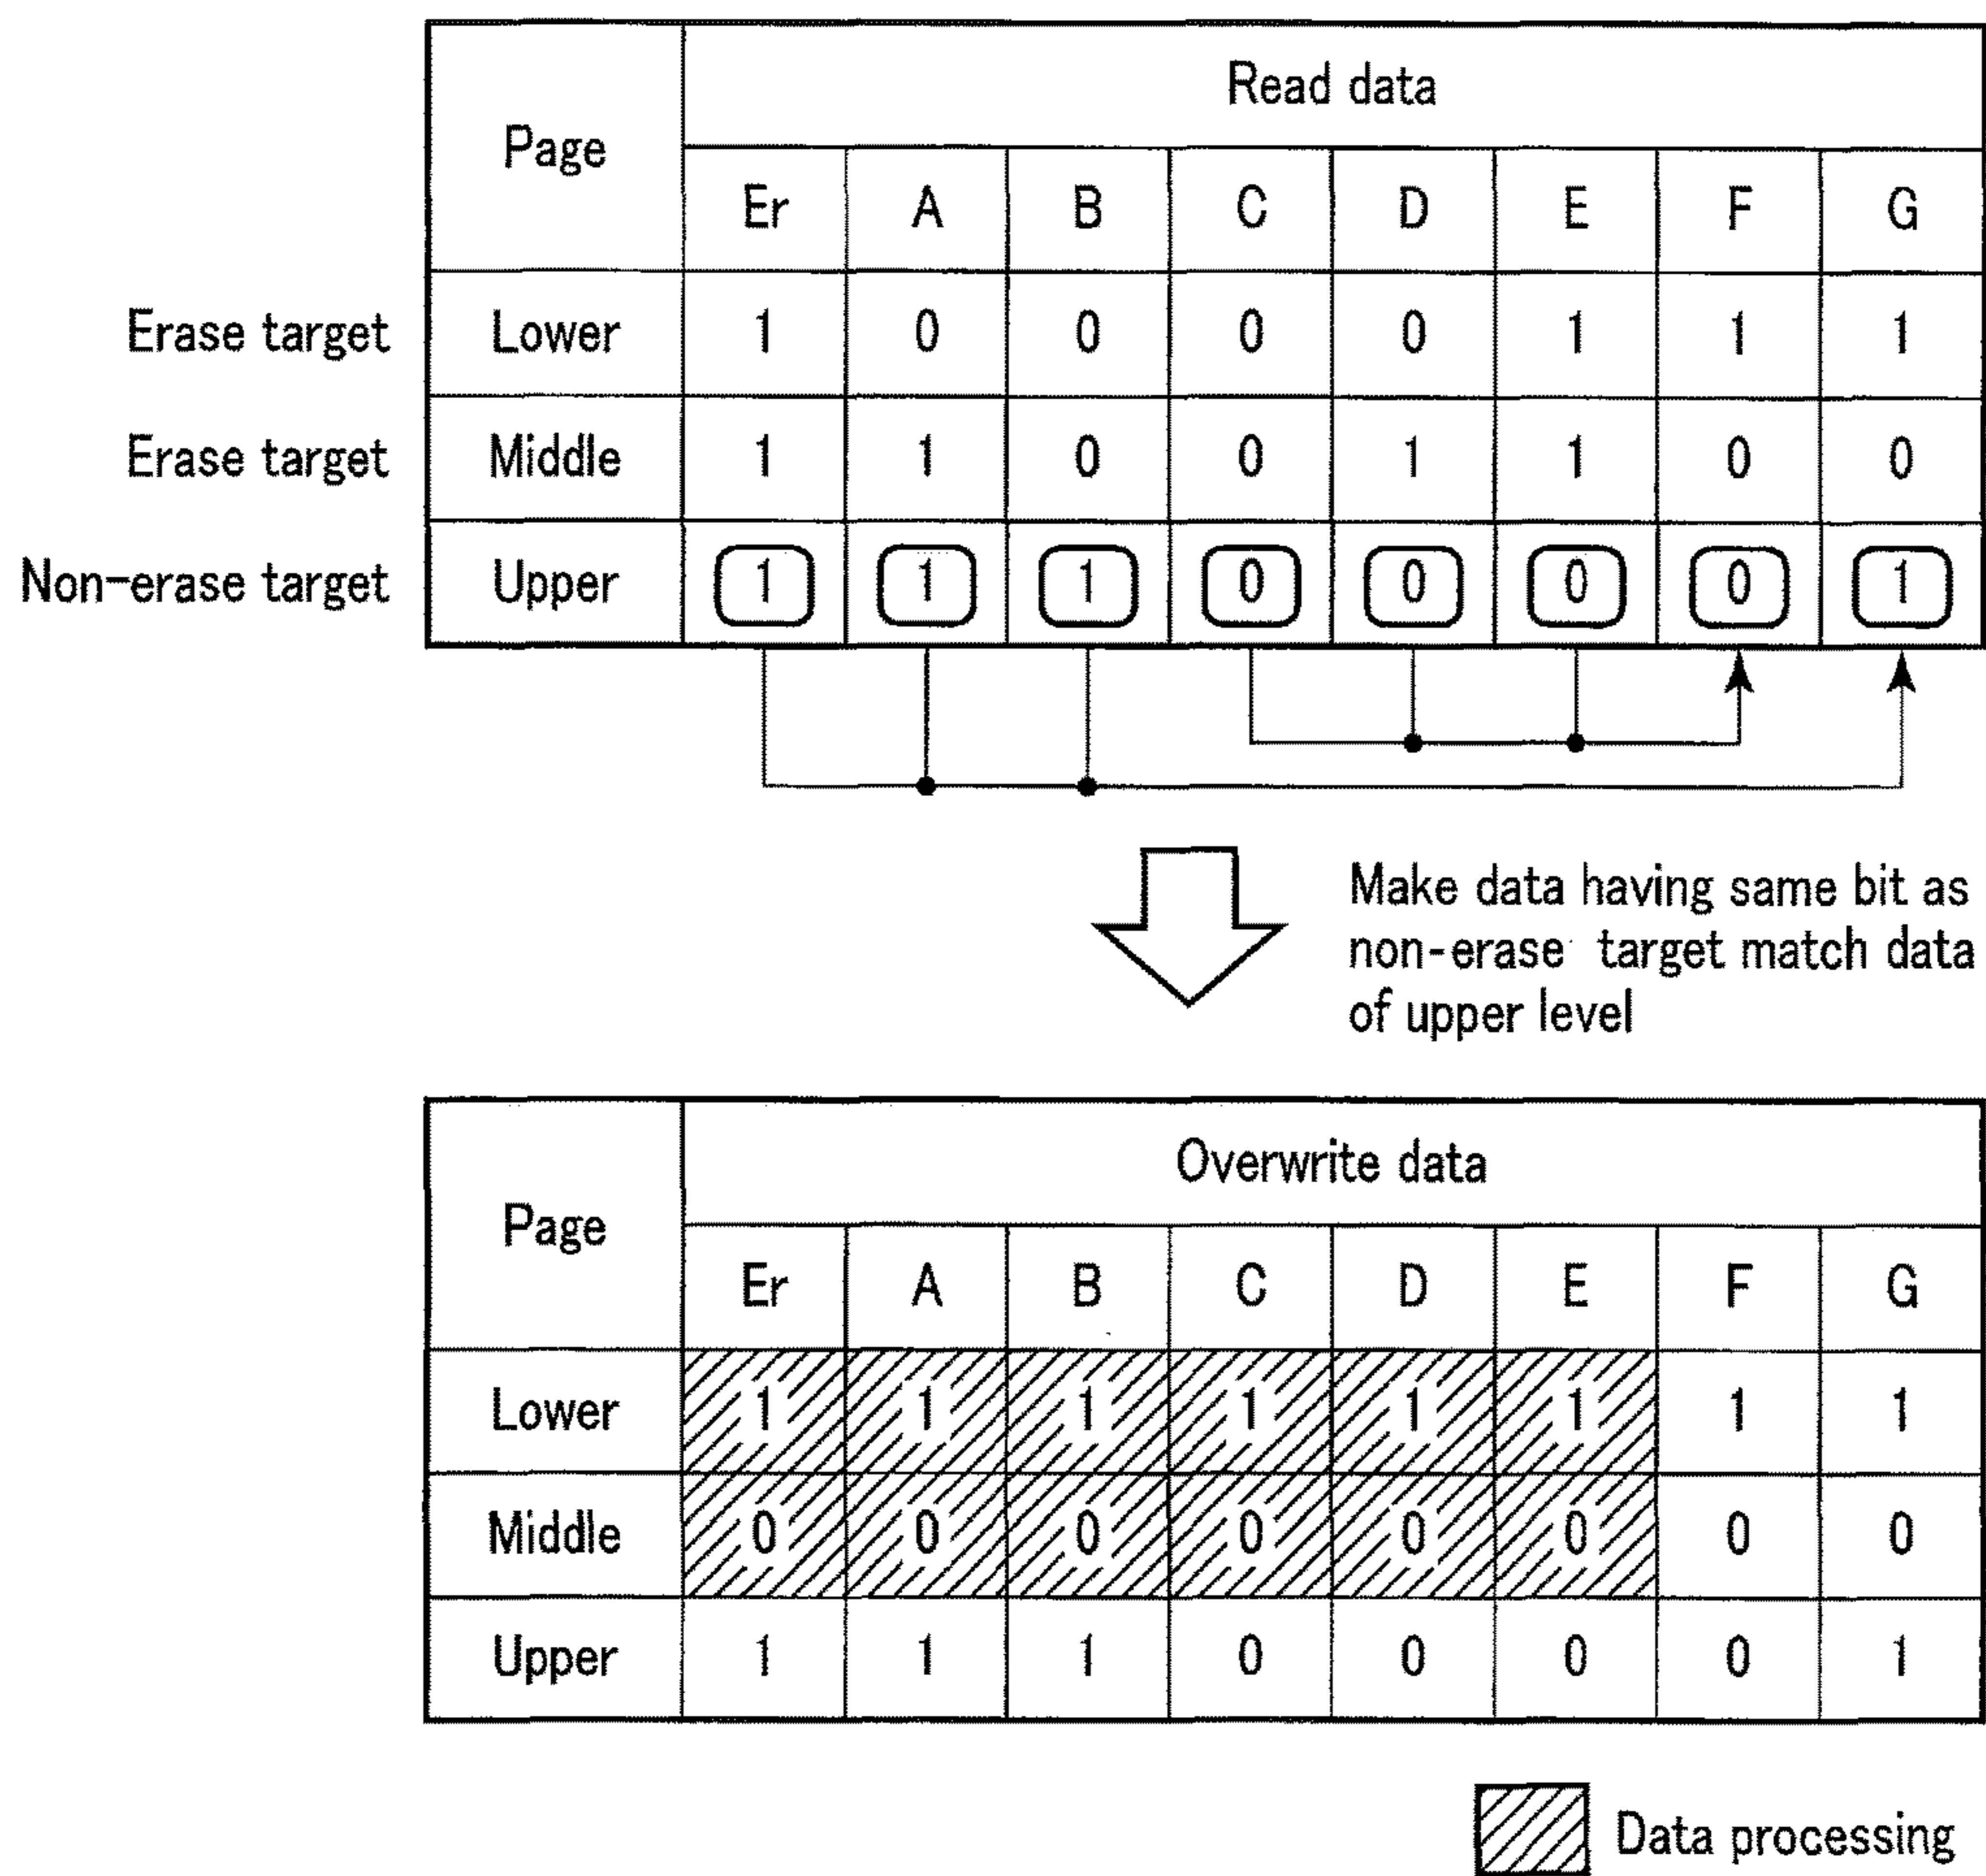 Read data
Page
Er A B C D E F G
Erase target Lower 1 0 0 0 0 1 1 1
Erase target Middle 1 1 0 0 1 1 0 0
Non-erase target Upper 1 1 1 0 0 0 0 1
Make data having same bit as
non-erase target match data
of upper level
Overwrite data
Page
Er A B C D E F G
Lower 1 1 1 1 1 1 1 1
Middle 0 0 0 0 0 0 0 0
Upper 1 1 1 0 0 0 0 1
Data processing